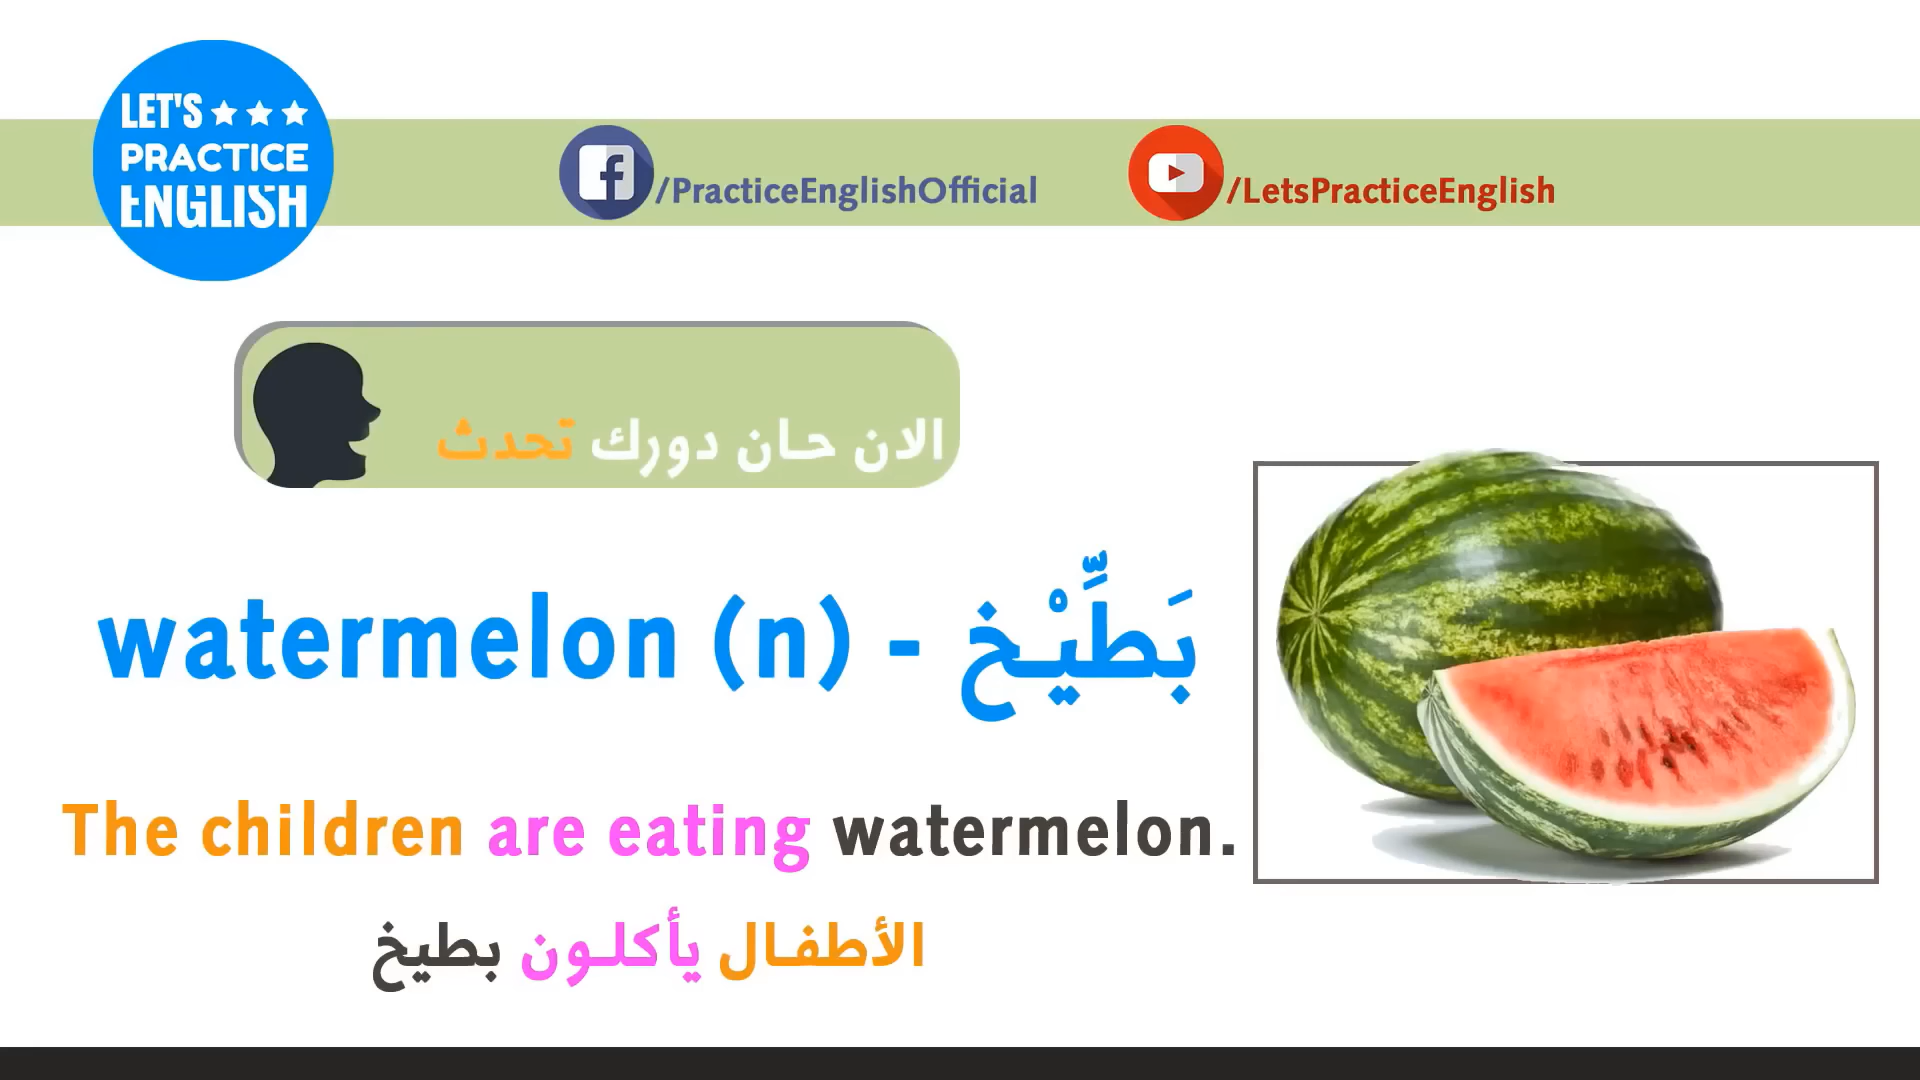 LET'S
PRACTICE
ENGLISH
/PracticeEnglishOfficial
/LetsPracticeEnglish
الان حان دورك تحدث
watermelon (n) - بَطِّيْخ
The children are eating watermelon.
الأطفال يأكلون بطيخ